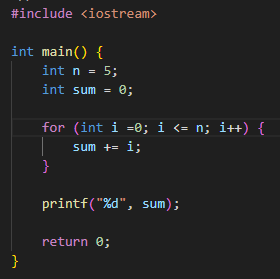 #include <iostream>
int main() {
    int n = 5;
    int sum = 0;
    for (int i =0; i <= n; i++) {
        sum += i;
    }
    printf("%d", sum);
    return 0;
}